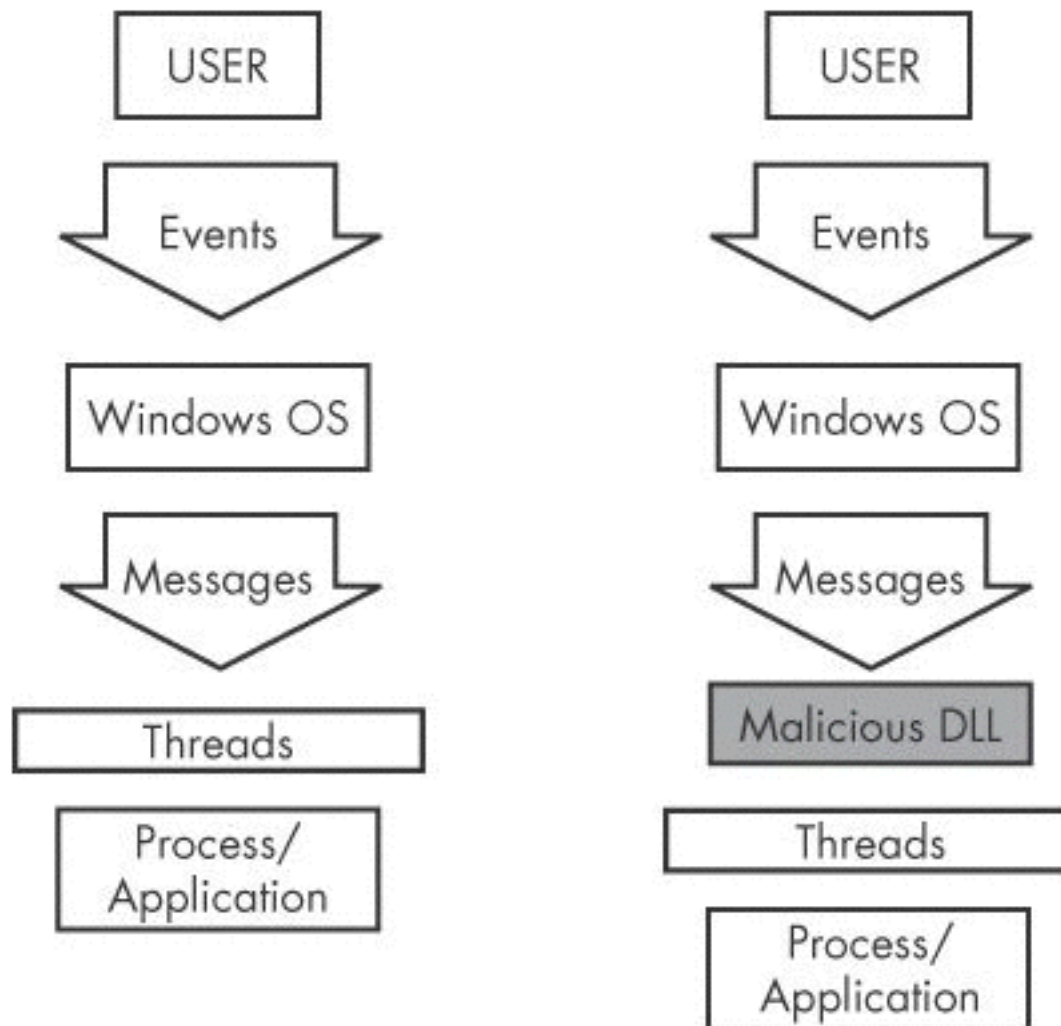 USER
Events
Windows OS
Messages
Threads
Process/
Application
USER
Events
Windows OS
Messages
Malicious DLL
Threads
Process/
Application